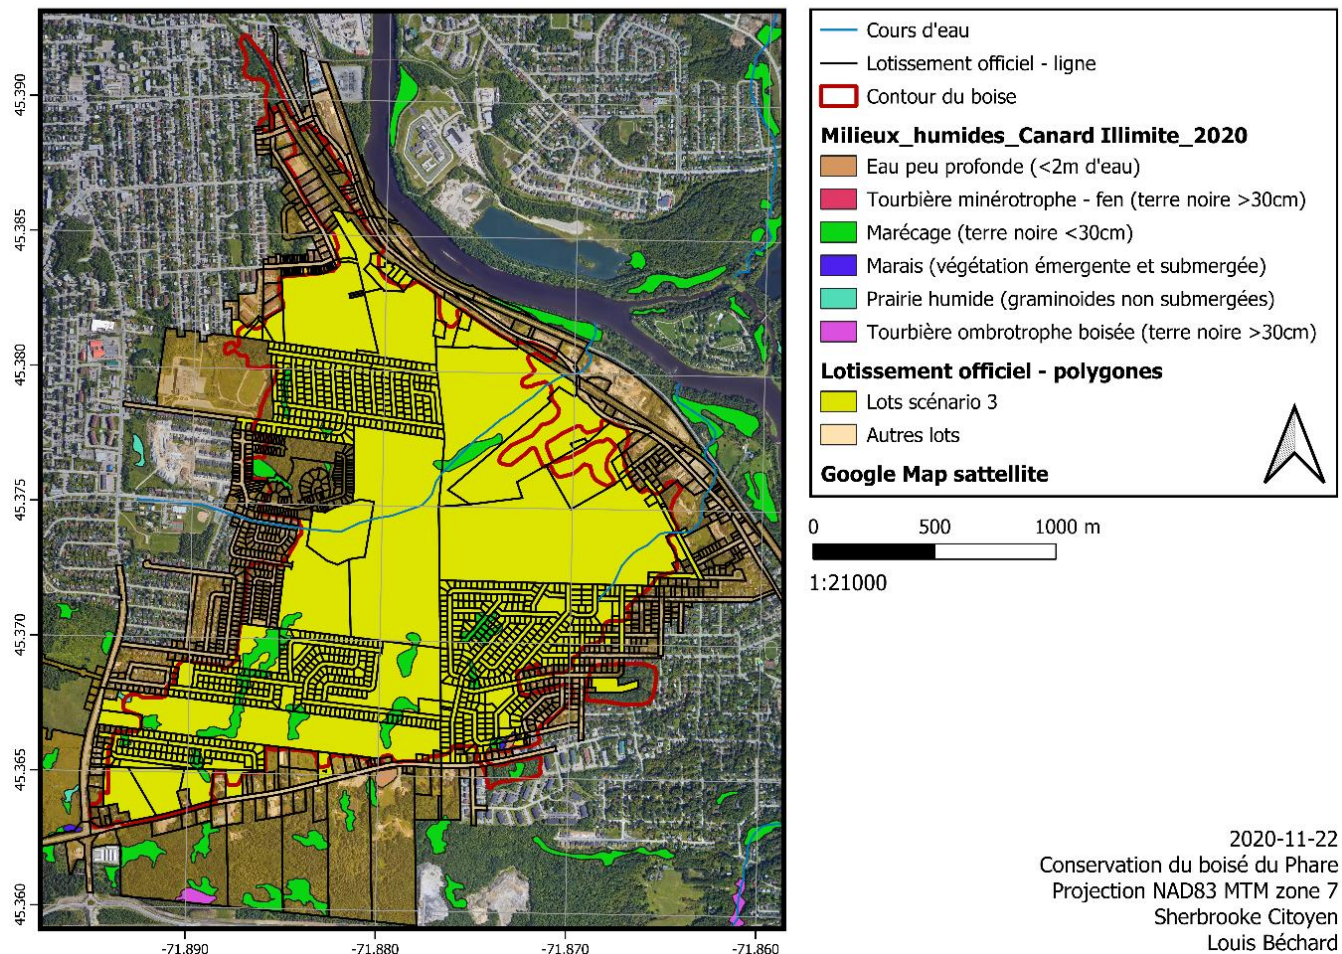 Cours d'eau
Lotissement officiel - ligne
Contour du boise
Milieux_humides_Canard Illimite_2020
Eau peu profonde (<2m d'eau)
Tourbière minérotrophe - fen (terre noire >30cm)
Marécage (terre noire <30cm)
Marais (végétation émergente et submergée)
Prairie humide (graminoides non submergées)
Tourbière ombrotrophe boisée (terre noire >30cm)
Lotissement officiel - polygones
Lots scénario 3
Autres lots
Google Map sattellite
0 500 1000 m
1:21000
45.390
45.385
45.380
45.375
45.370
45.365
45.360
-71.890 -71.880 -71.870 -71.860
2020-11-22
Conservation du boisé du Phare
Projection NAD83 MTM zone 7
Sherbrooke Citoyen
Louis Béchard